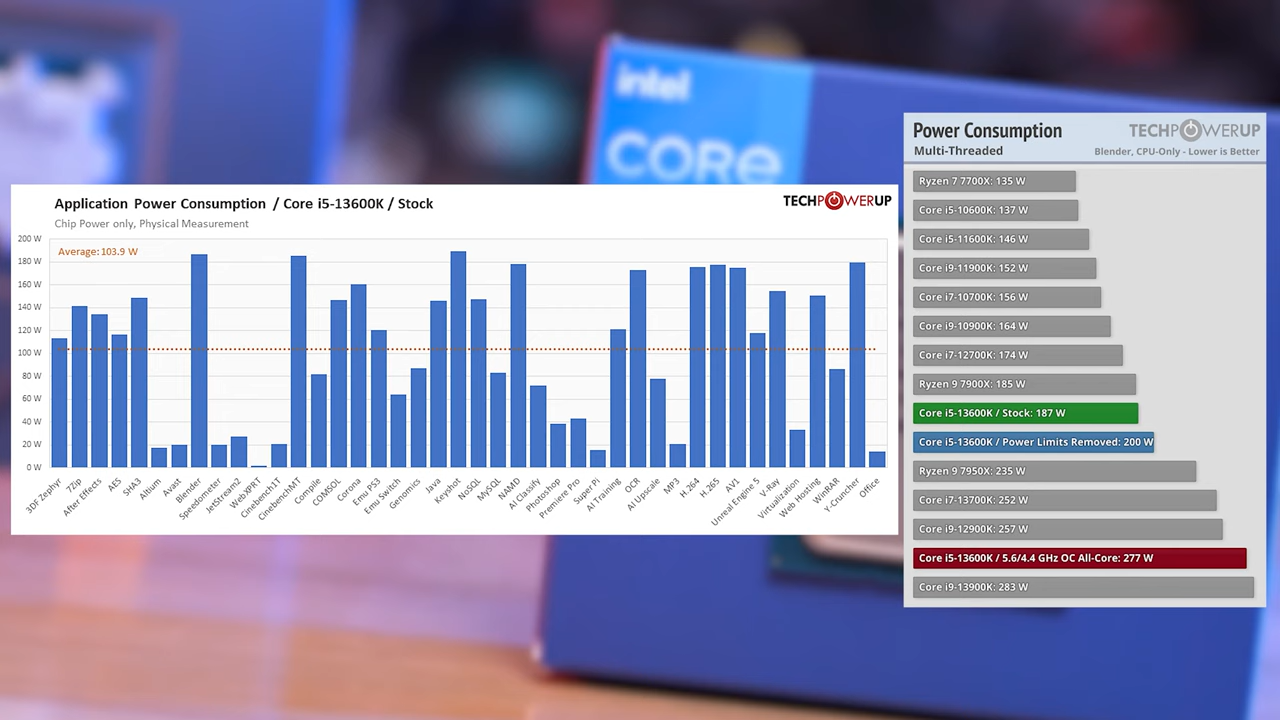 intel
CORE
Application Power Consumption / Core i5-13600K / Stock
TECHPOWERUP
Chip Power only, Physical Measurement
200 W
180 W
160 W
140 W
120 W
100 W
80 W
60 W
40 W
20 W
0 W
Average: 103.9 W
3DF Zephyr
7Zip
After Effects
AES
SHA3
Album
Avast
Blender
Speedometer
JetStream2
WebXPRT
Cinebench1T
CinebenchMT
COMSOL
Corona
Emu PS3
Emu Switch
Genomics
Java
Keyshot
NoSQL
MySQL
NAMD
AI Classify
Photoshop
Premiere Pro
Super Pi
AI Training
OCR
AI Upscale
MP3
H.264
H.265
AV1
Unreal Engine 5
V-Ray
Virtualization
Web Hosting
WinRAR
Y-Cruncher
Office
Power Consumption
TECHPOWERUP
Multi-Threaded
Blender, CPU-Only - Lower is Better
Ryzen 7 7700X: 135 W
Core i5-10600K: 137 W
Core i5-11600K: 146 W
Core i9-11900K: 152 W
Core i7-10700K: 156 W
Core i9-10900K: 164 W
Core i7-12700K: 174 W
Ryzen 9 7900X: 185 W
Core i5-13600K / Stock: 187 W
Core i5-13600K / Power Limits Removed: 200 W
Ryzen 9 7950X: 235 W
Core i7-13700K: 252 W
Core i9-12900K: 257 W
Core i5-13600K / 5.6/4.4 GHz OC All-Core: 277 W
Core i9-13900K: 283 W